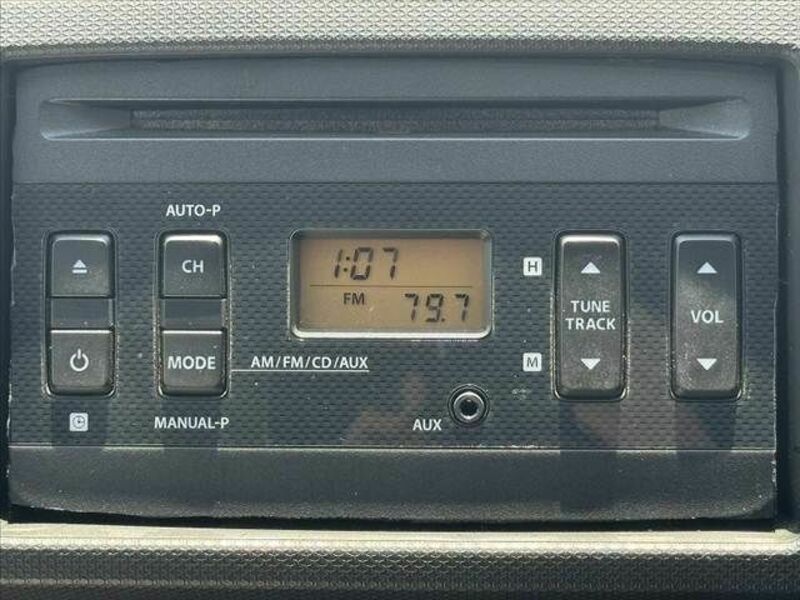 AUTO-P
CH
MODE
AM/FM/CD/AUX
MANUAL-P
1:07
FM
79.7
AUX
H
M
TUNE
TRACK
VOL